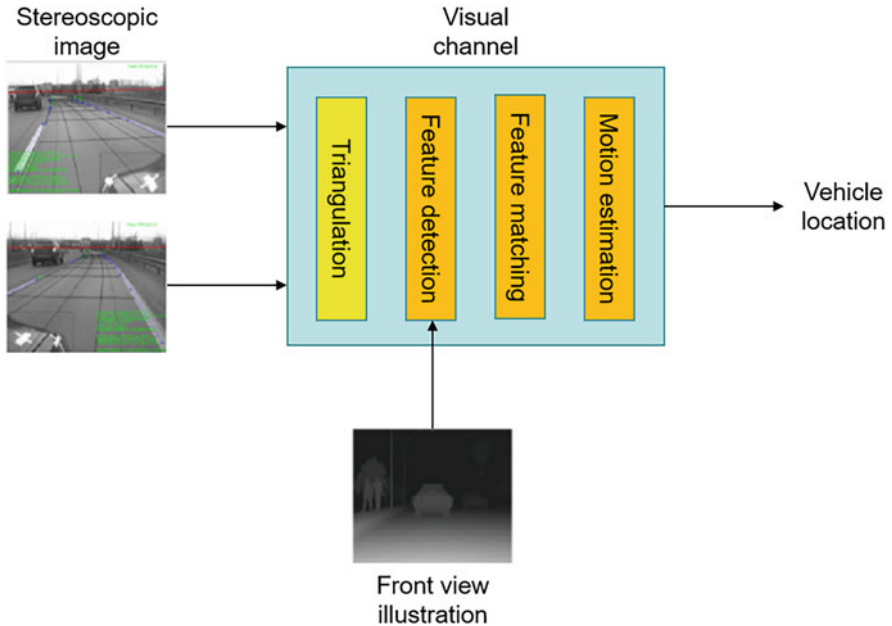 Stereoscopic
image
Visual
channel
Triangulation
Feature detection
Feature matching
Motion estimation
Vehicle
location
Front view
illustration